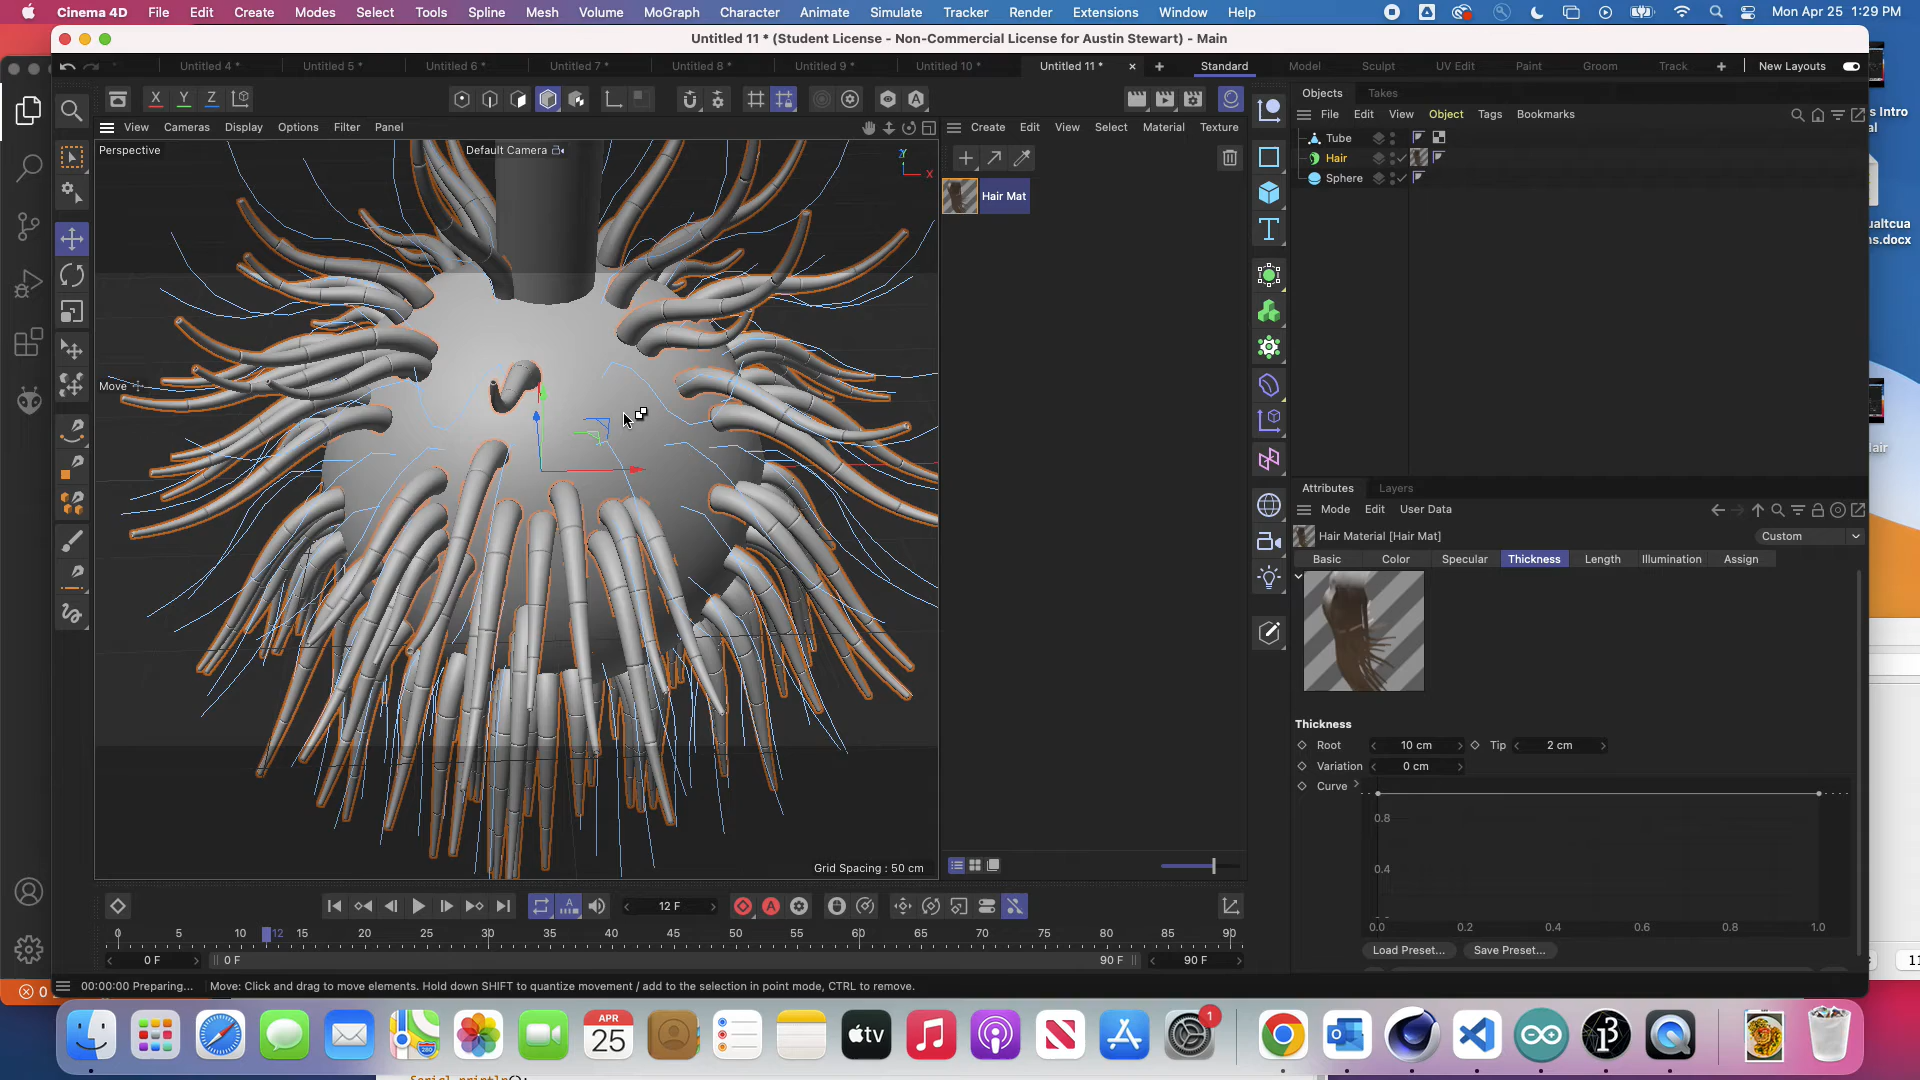 Cinema 4D File Edit Create Modes Select Tools Spline Mesh Volume MoGraph Character Animate Simulate Tracker Render Extensions Window Help Mon Apr 25 1:29 PM
Untitled 11 * (Student License - Non-Commercial License for Austin Stewart) - Main
Untitled 4 * Untitled 5 * Untitled 6 * Untitled 7 * Untitled 8 * Untitled 9 * Untitled 10 * Untitled 11 * Standard Model Sculpt UV Edit Paint Groom Track New Layouts
X Y Z
Objects Takes
View Cameras Display Options Filter Panel
Create Edit View Select Material Texture
File Edit View Object Tags Bookmarks
Perspective
Default Camera
Y
X
Tube
Hair
Sphere
Hair Mat
Move
Grid Spacing : 50 cm
Attributes Layers
Mode Edit User Data
Hair Material [Hair Mat]
Custom
Basic Color Specular Thickness Length Illumination Assign
Thickness
Root 10 cm Tip 2 cm
Variation 0 cm
Curve
0.8
0.4
0.0 0.2 0.4 0.6 0.8 1.0
Load Preset... Save Preset...
12 F
0 5 10 12 15 20 25 30 35 40 45 50 55 60 65 70 75 80 85 90
0 F 0 F 90 F 90 F
00:00:00 Preparing... Move: Click and drag to move elements. Hold down SHIFT to quantize movement / add to the selection in point mode, CTRL to remove.
0
s Intro
al
ualtcua
ns.docx
lair
11
APR
25
tv
1